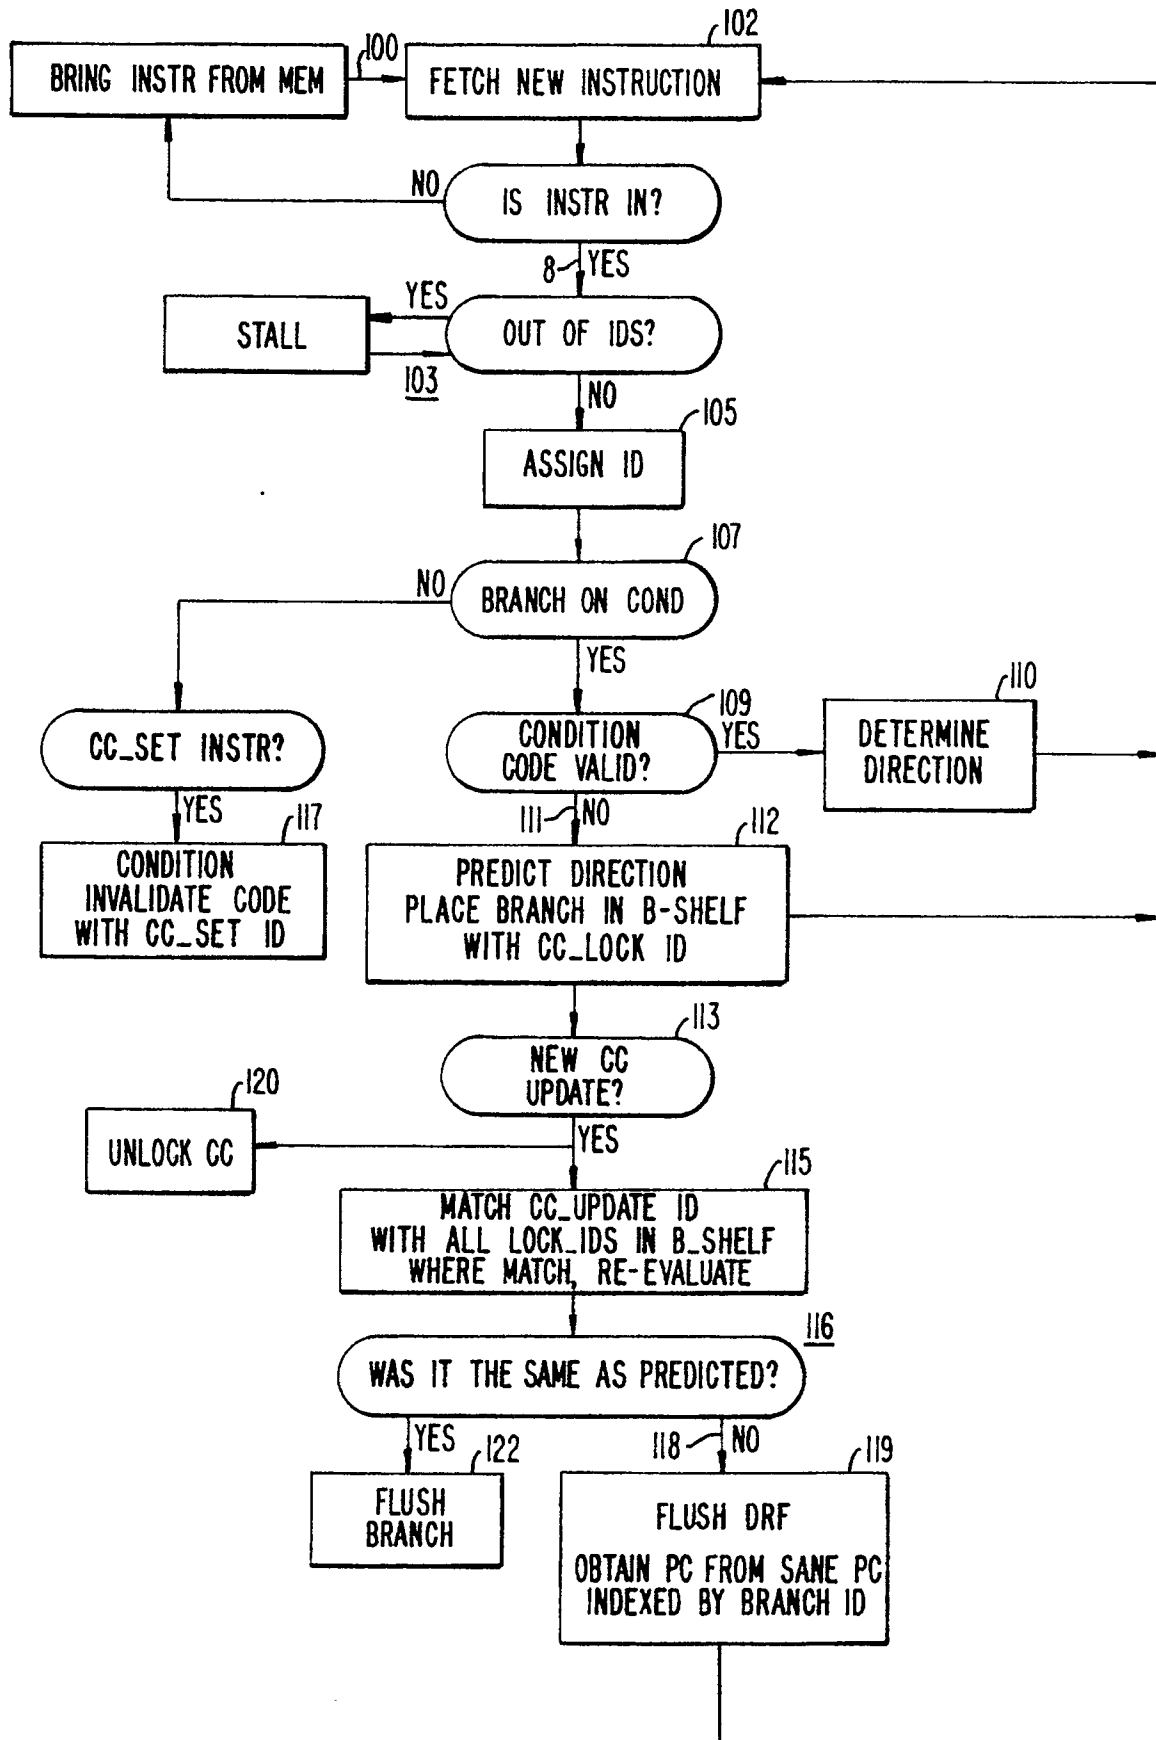 102
100
BRING INSTR FROM MEM
FETCH NEW INSTRUCTION
NO
IS INSTR IN?
8
YES
YES
STALL
OUT OF IDS?
103
NO
105
ASSIGN ID
107
NO
BRANCH ON COND
YES
110
109
CC_SET INSTR?
CONDITION
CODE VALID?
YES
DETERMINE
DIRECTION
YES
111
NO
117
112
CONDITION
INVALIDATE CODE
WITH CC_SET ID
PREDICT DIRECTION
PLACE BRANCH IN B-SHELF
WITH CC_LOCK ID
113
NEW CC
UPDATE?
120
YES
UNLOCK CC
115
MATCH CC_UPDATE ID
WITH ALL LOCK_IDS IN B_SHELF
WHERE MATCH, RE-EVALUATE
116
WAS IT THE SAME AS PREDICTED?
YES
118
NO
122
119
FLUSH
BRANCH
FLUSH DRF
OBTAIN PC FROM SANE PC
INDEXED BY BRANCH ID